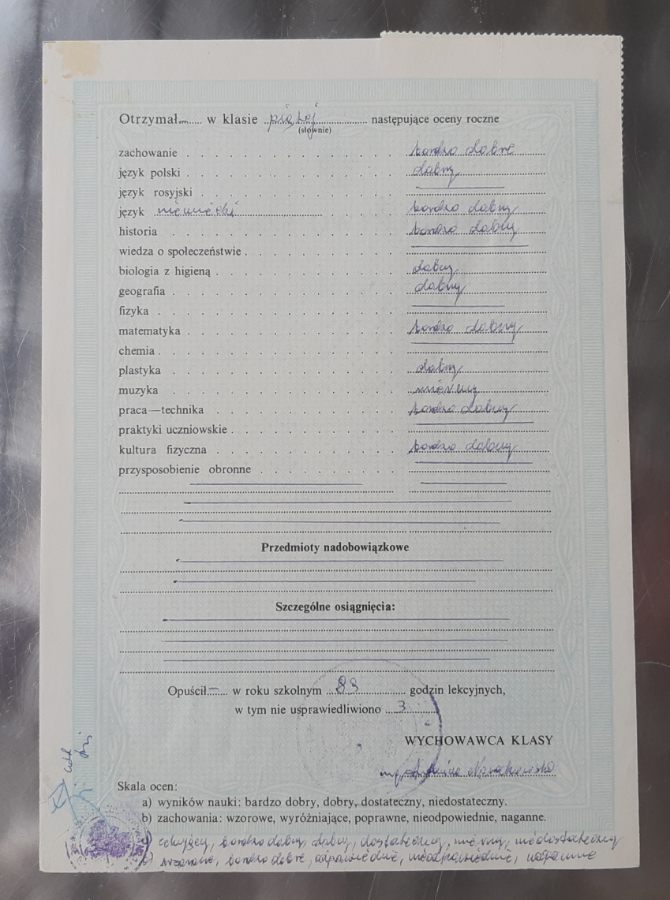 Otrzymał—..... w klasie piątej następujące oceny roczne
(słownie)
zachowanie bardzo dobre
język polski dobry
język rosyjski
język niemiecki bardzo dobry
historia bardzo dobry
wiedza o społeczeństwie
biologia z higieną dobry
geografia dobry
fizyka
matematyka bardzo dobry
chemia
plastyka dobry
muzyka mierny
praca—technika bardzo dobry
praktyki uczniowskie
kultura fizyczna bardzo dobry
przysposobienie obronne
Przedmioty nadobowiązkowe
Szczególne osiągnięcia:
Opuścił—..... w roku szkolnym 83 godzin lekcyjnych,
w tym nie usprawiedliwiono 3
WYCHOWAWCA KLASY
mgr
Skala ocen:
a) wyników nauki: bardzo dobry, dobry, dostateczny, niedostateczny.
b) zachowania: wzorowe, wyróżniające, poprawne, nieodpowiednie, naganne.
celujący, bardzo dobry, dobry, dostateczny, mierny, niedostateczny
wzorowe, bardzo dobre, odpowiednie, nieodpowiednie, naganne